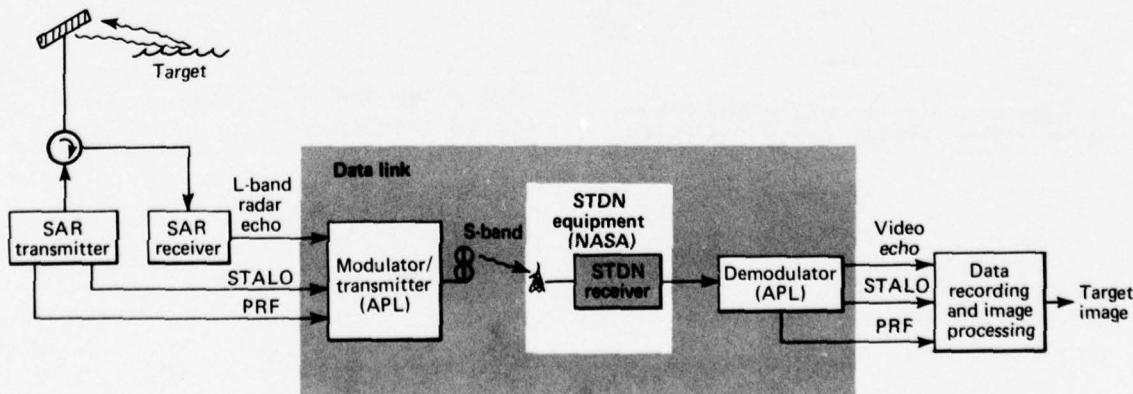 Target
SAR
transmitter
SAR
receiver
L-band
radar
echo
STALO
PRF
Data link
Modulator/
transmitter
(APL)
S-band
STDN
equipment
(NASA)
STDN
receiver
Demodulator
(APL)
Video
echo
STALO
PRF
Data
recording
and image
processing
Target
image